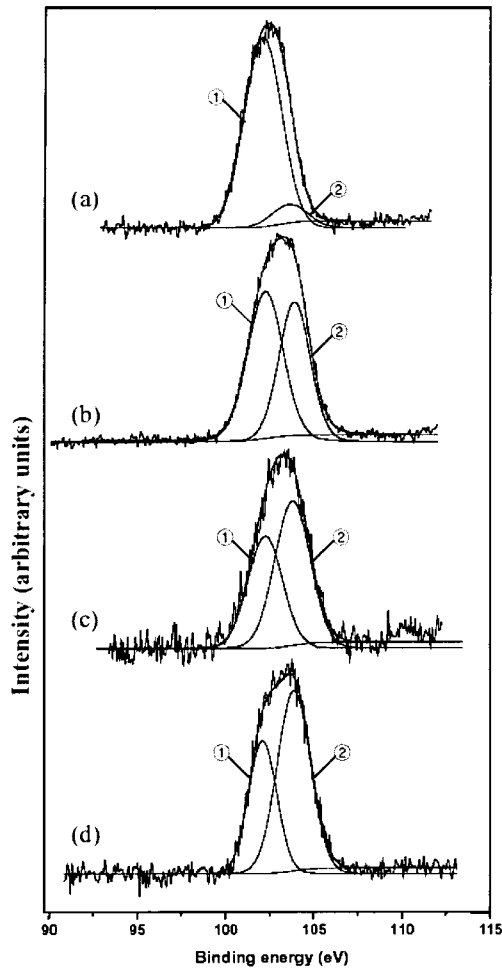 ① 
②
(a)
①
②
(b)
①
②
(c)
①
②
(d)
Intensity (arbitrary units)
90 95 100 105 110 115
Binding energy (eV)